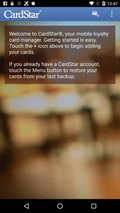 12:47
CardStar
Welcome to CardStar®, your mobile loyalty
card manager. Getting started is easy.
Touch the + icon above to begin adding
your cards.
If you already have a CardStar account,
touch the Menu button to restore your
cards from your last backup.